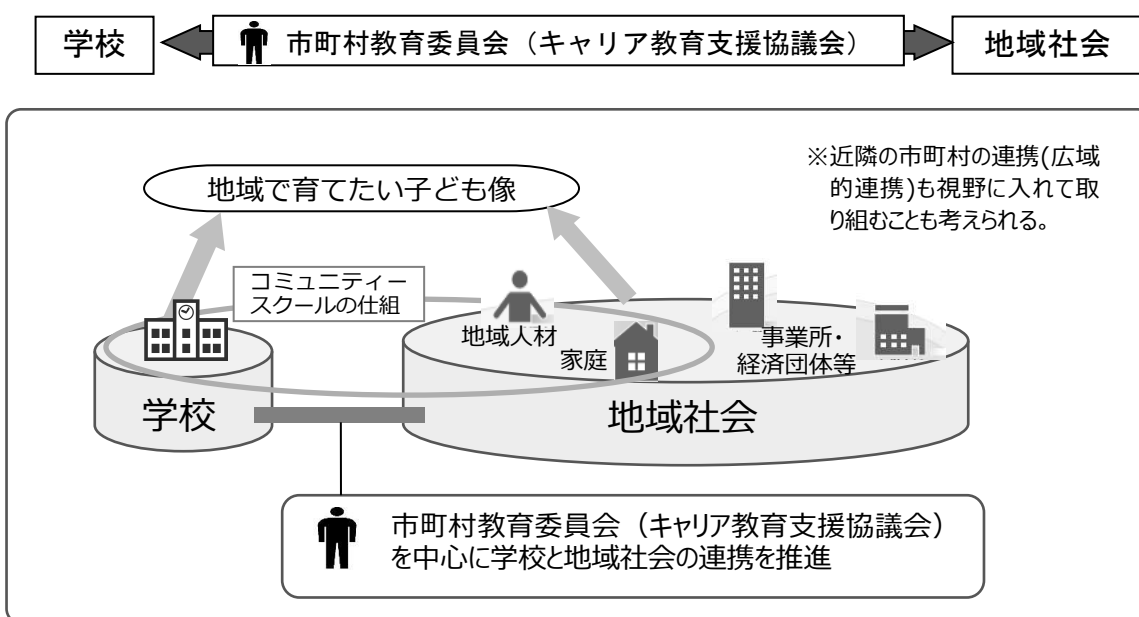 学校
市町村教育委員会（キャリア教育支援協議会）
地域社会
※近隣の市町村の連携(広域
的連携)も視野に入れて取
り組むことも考えられる。
地域で育てたい子ども像
コミュニティー
スクールの仕組
地域人材
家庭
事業所・
経済団体等
学校
地域社会
市町村教育委員会（キャリア教育支援協議会）
を中心に学校と地域社会の連携を推進